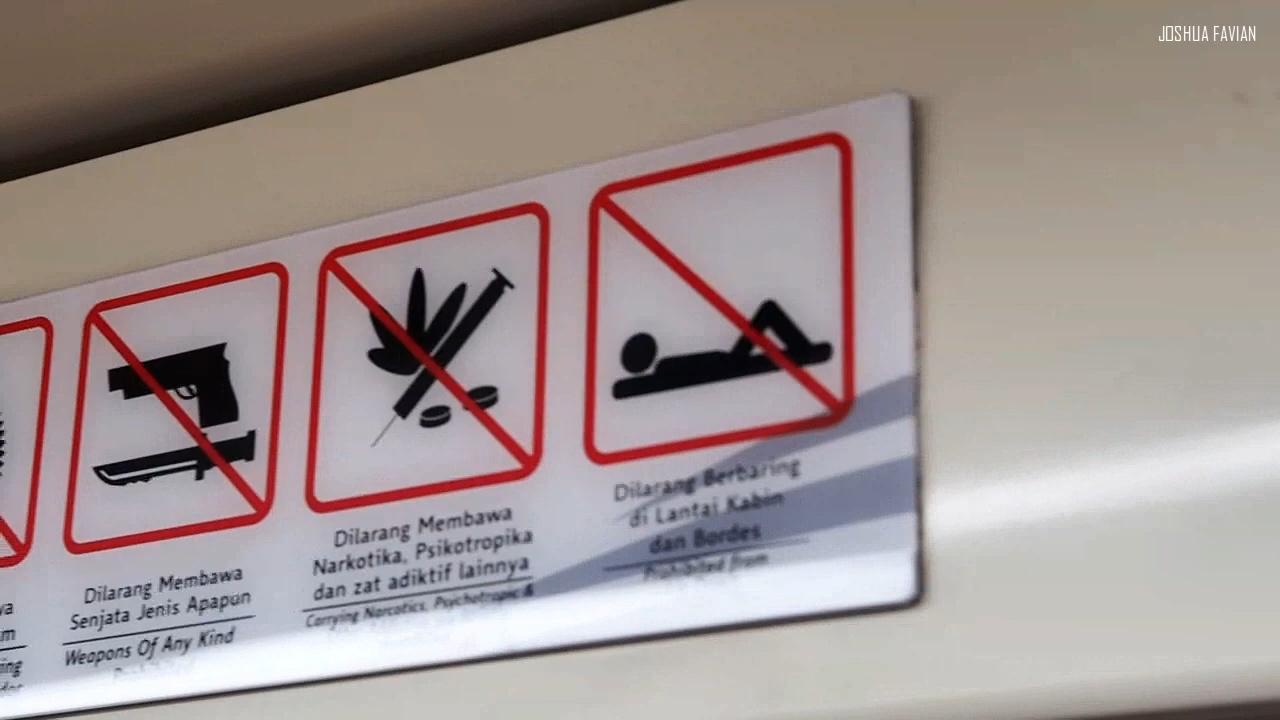 JOSHUA FAVIAN
Dilarang Membawa
Senjata Jenis Apapun
Weapons Of Any Kind
Dilarang Membawa
Narkotika, Psikotropika
dan zat adiktif lainnya
Carrying Narcotics, Psychotropic &
Dilarang Berbaring
di Lantai Kabin
dan Bordes
Prohibited from